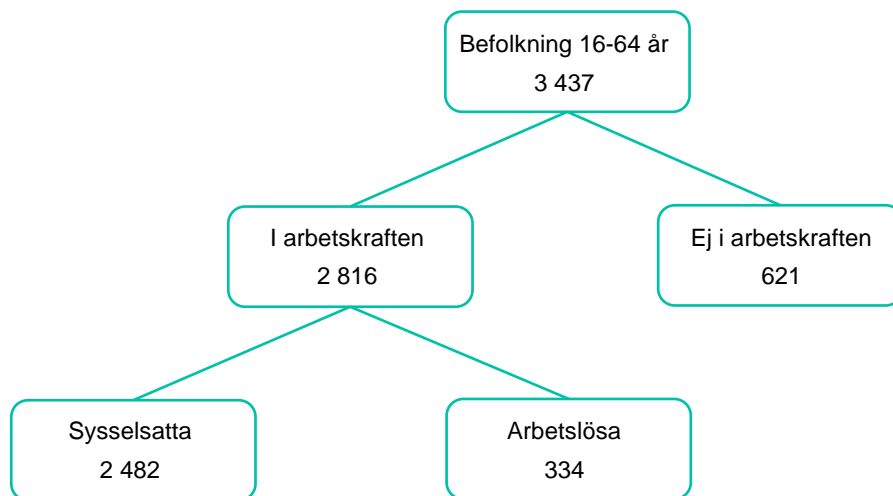 Befolkning 16-64 år
3 437
I arbetskraften
2 816
Ej i arbetskraften
621
Sysselsatta
2 482
Arbetslösa
334